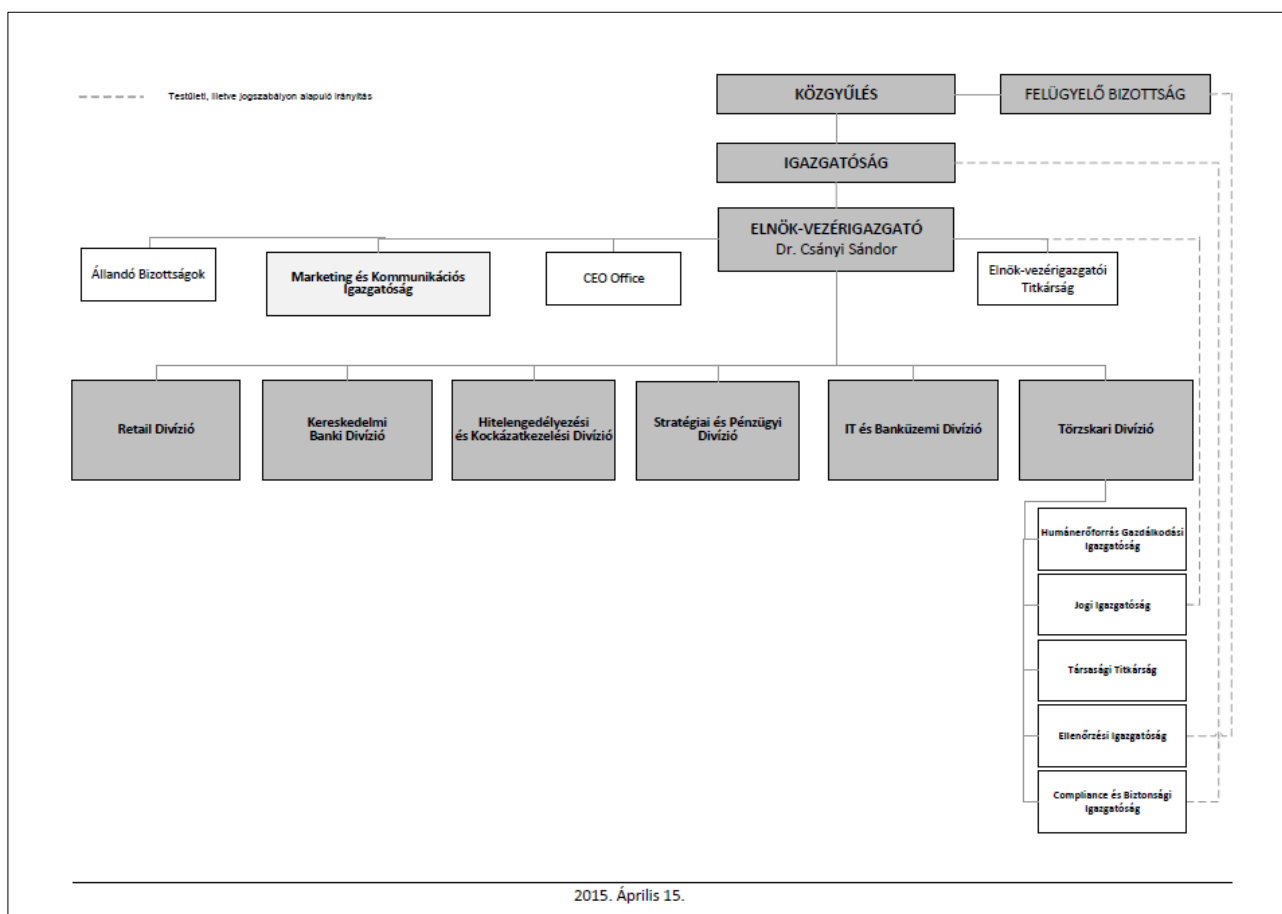 Testületi, illetve jogszabályon alapuló irányítás
KÖZGYŰLÉS
FELÜGYELŐ BIZOTTSÁG
IGAZGATÓSÁG
ELNÖK-VEZÉRIGAZGATÓ
Dr. Csányi Sándor
Állandó Bizottságok
Marketing és Kommunikációs
Igazgatóság
CEO Office
Elnök-vezérigazgatói
Titkárság
Retail Divízió
Kereskedelmi
Banki Divízió
Hitelengedélyezési
és Kockázatkezelési Divízió
Stratégiai és Pénzügyi
Divízió
IT és Banküzemi Divízió
Törzskari Divízió
Humánerőforrás Gazdálkodási
Igazgatóság
Jogi Igazgatóság
Társasági Titkárság
Ellenőrzési Igazgatóság
Compliance és Biztonsági
Igazgatóság
2015. Április 15.